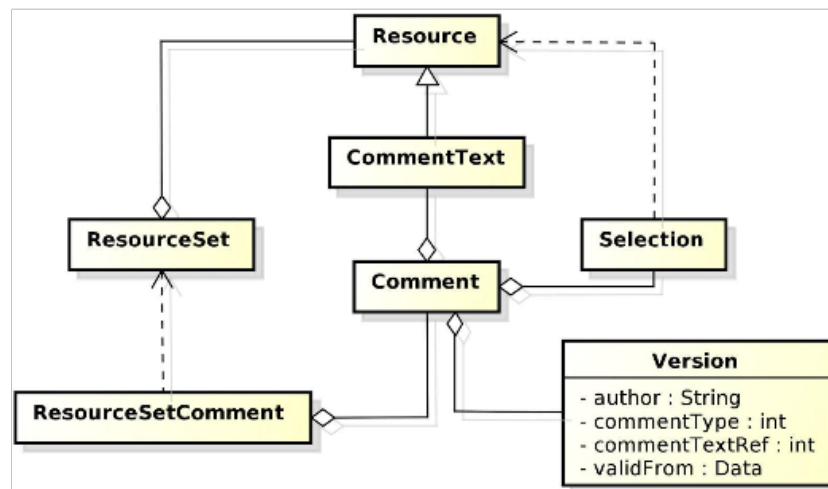 Resource
CommentText
ResourceSet
Selection
Comment
Version
- author : String
- commentType : int
- commentTextRef : int
- validFrom : Data
ResourceSetComment